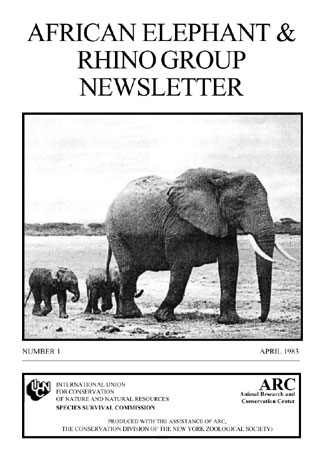 AFRICAN ELEPHANT &
RHINO GROUP
NEWSLETTER
NUMBER 1
APRIL 1983
IUCN
INTERNATIONAL UNION
FOR CONSERVATION
OF NATURE AND NATURAL RESOURCES
SPECIES SURVIVAL COMMISSION
ARC
Animal Research and
Conservation Center
PRODUCED WITH THE ASSISTANCE OF ARC,
THE CONSERVATION DIVISION OF THE NEW YORK ZOOLOGICAL SOCIETY)